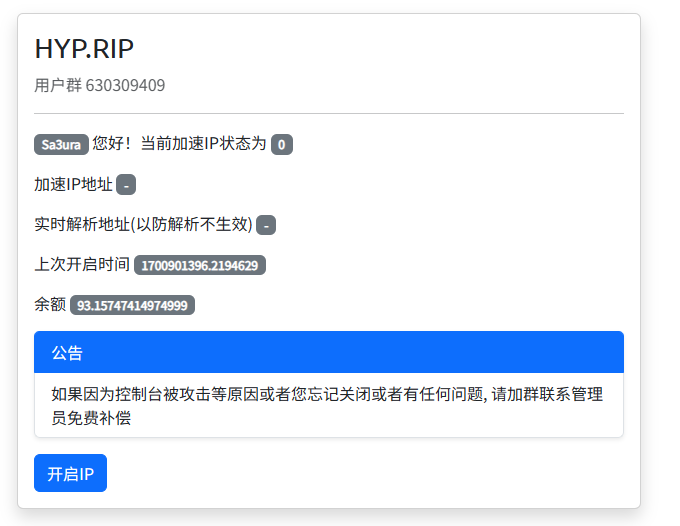 HYP.RIP
用户群 630309409
Sa3ura 您好！当前加速IP状态为 0
加速IP地址 -
实时解析地址(以防解析不生效) -
上次开启时间 1700901396.2194629
余额 93.15747414974999
公告
如果因为控制台被攻击等原因或者您忘记关闭或者有任何问题, 请加群联系管理
员免费补偿
开启IP